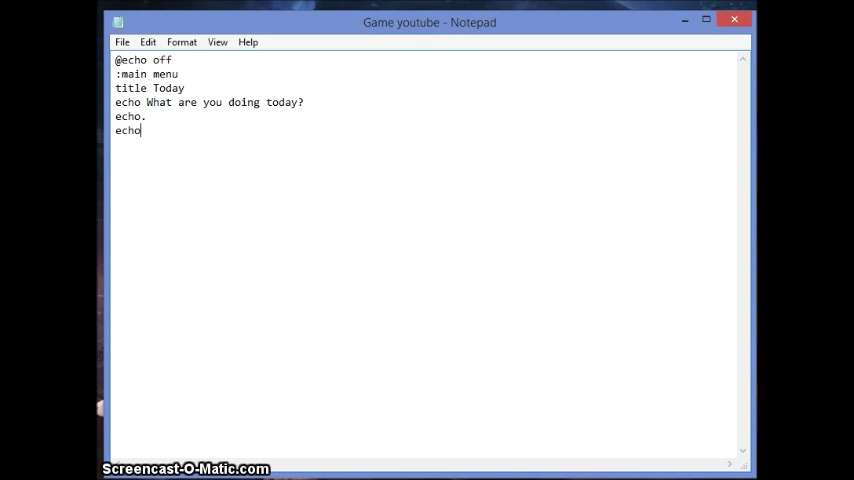 Game youtube - Notepad
File Edit Format View Help
@echo off
:main menu
title Today
echo What are you doing today?
echo.
echo
Screencast-O-Matic.com